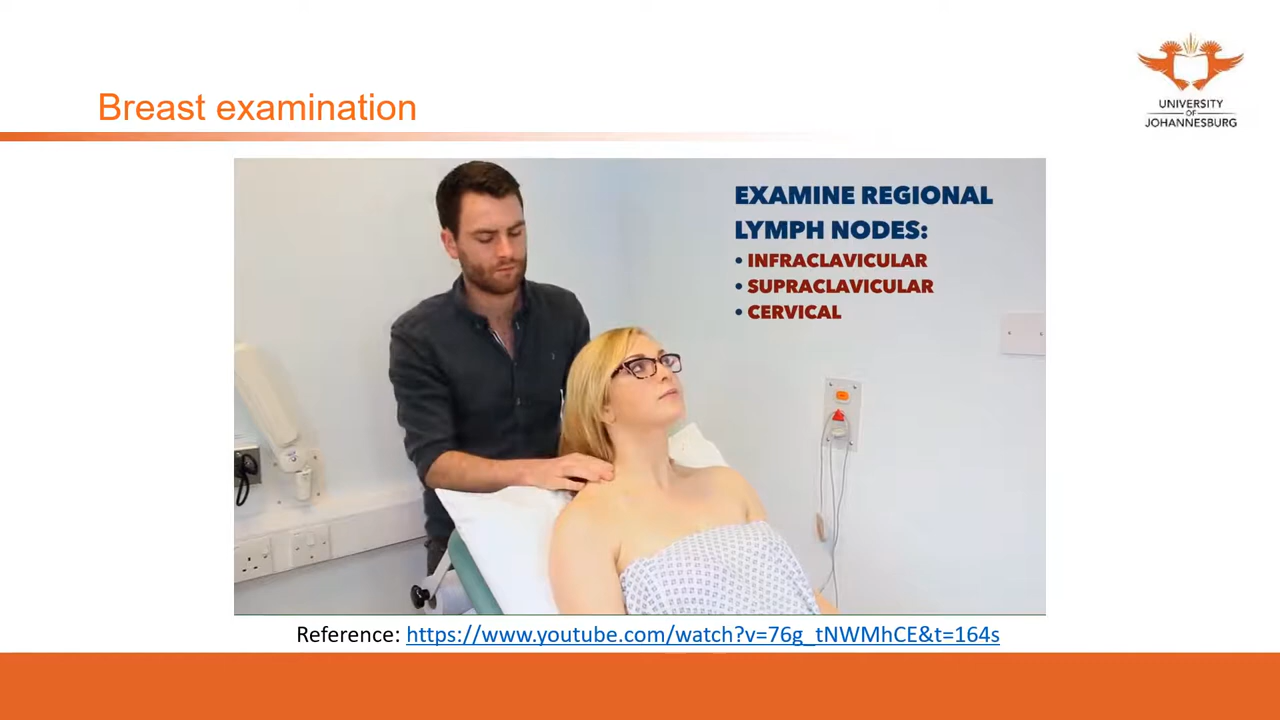 Breast examination
UNIVERSITY
OF
JOHANNESBURG
EXAMINE REGIONAL
LYMPH NODES:
• INFRACLAVICULAR
• SUPRACLAVICULAR
• CERVICAL
Reference: https://www.youtube.com/watch?v=76g_tNWMhCE&t=164s